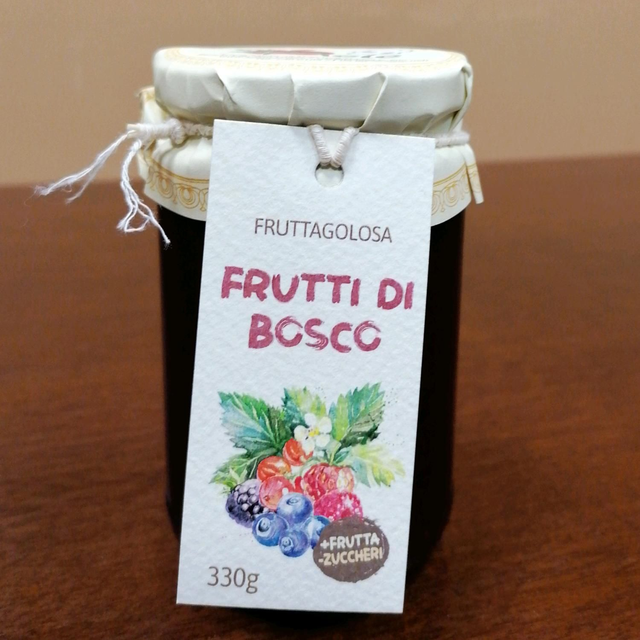 FRUTTAGOLOSA
FRUTTI DI
BOSCO
+FRUTTA
-ZUCCHERI
330g